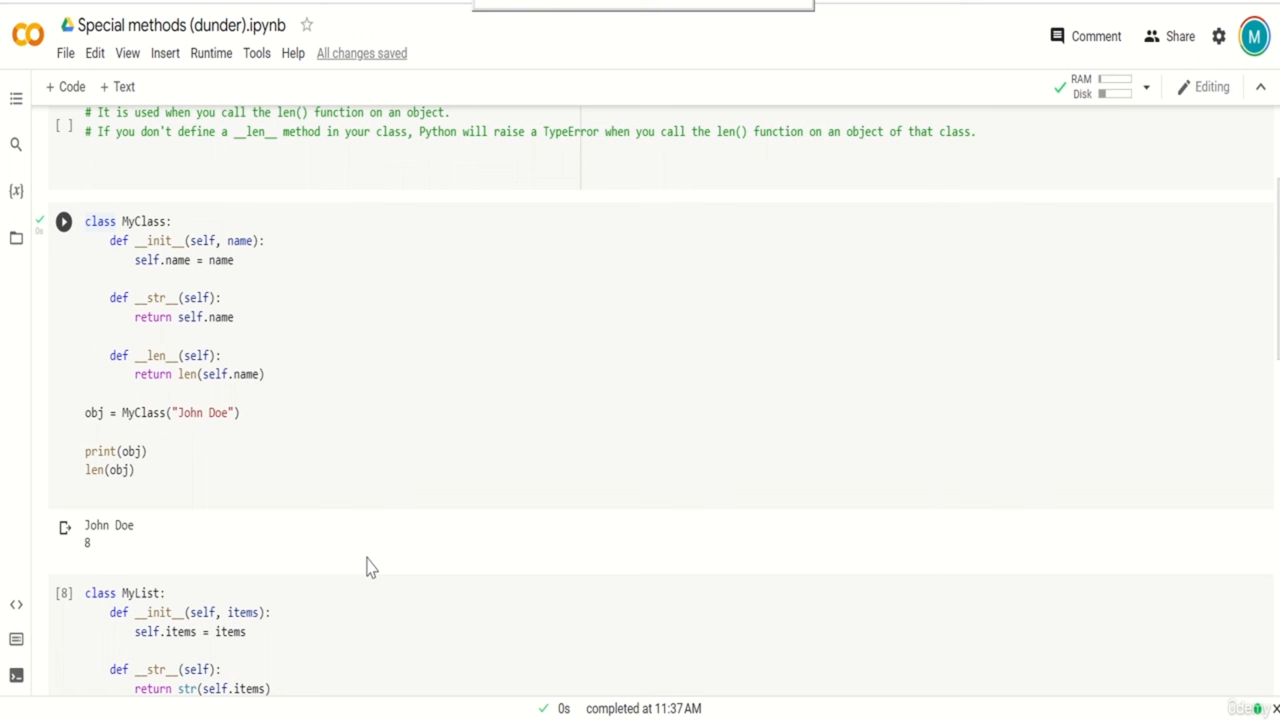 Special methods (dunder).ipynb
File Edit View Insert Runtime Tools Help All changes saved
Comment Share M
+ Code + Text
RAM
Disk
Editing
# It is used when you call the len() function on an object.
[ ]
# If you don't define a __len__ method in your class, Python will raise a TypeError when you call the len() function on an object of that class.
{x}
0s
class MyClass:
def __init__(self, name):
self.name = name
def __str__(self):
return self.name
def __len__(self):
return len(self.name)
obj = MyClass("John Doe")
print(obj)
len(obj)
John Doe
8
[8]
class MyList:
def __init__(self, items):
self.items = items
def __str__(self):
return str(self.items)
0s completed at 11:37 AM